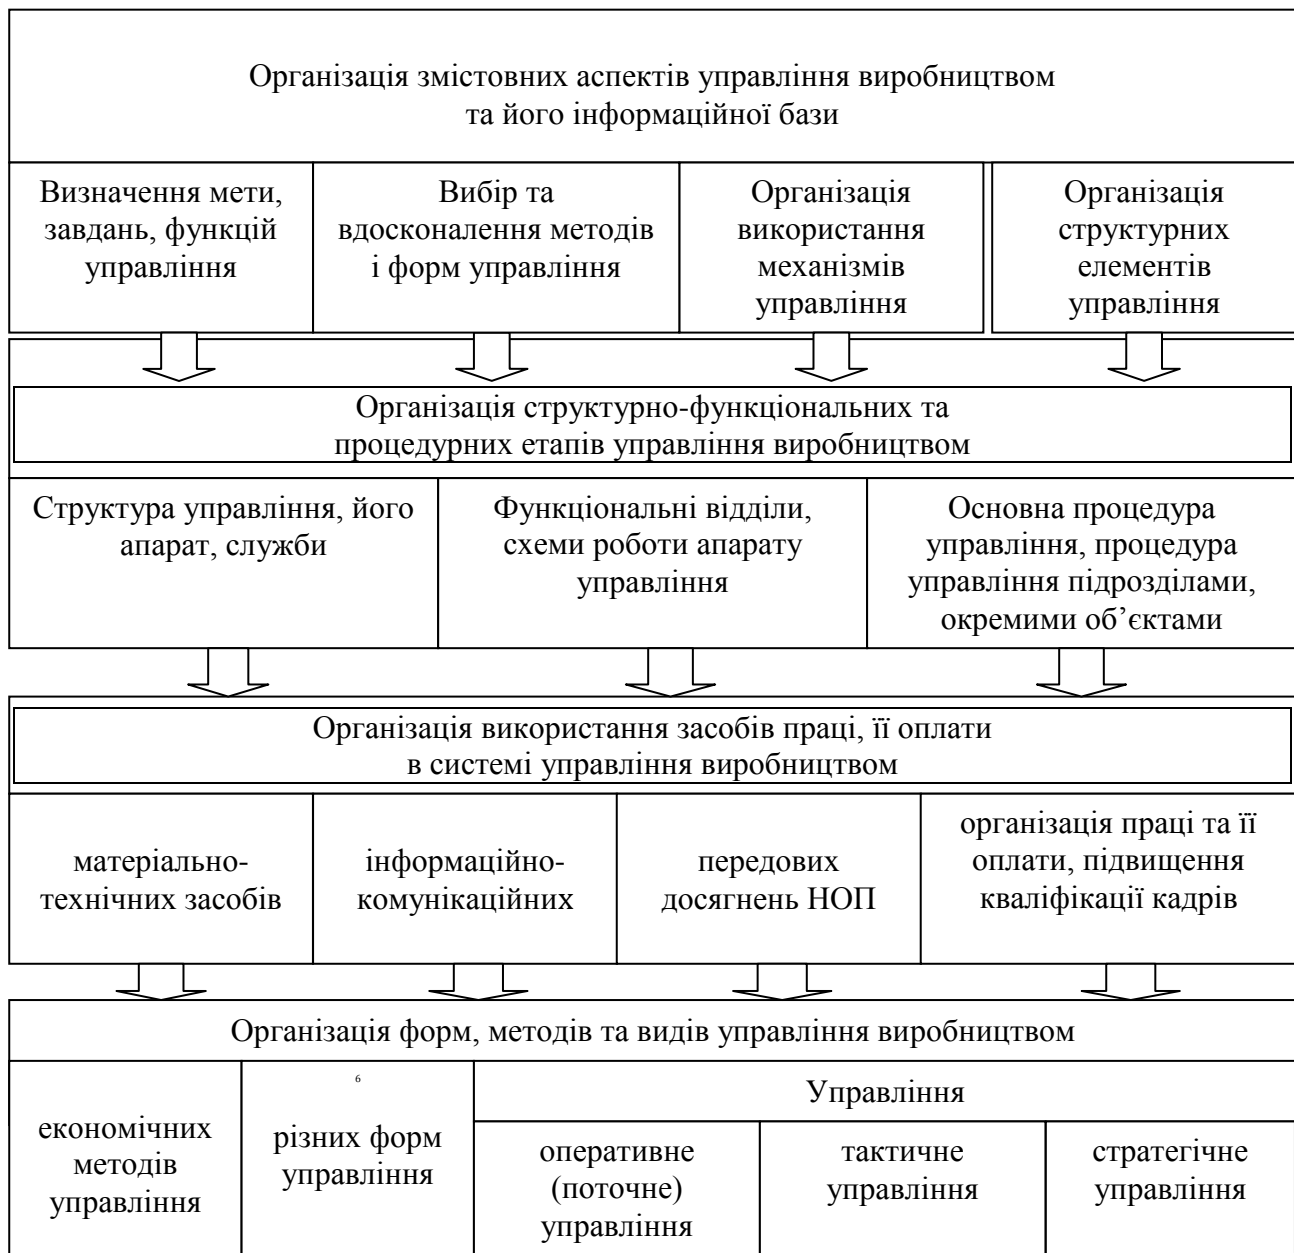 Організація змістовних аспектів управління виробництвом
та його інформаційної бази
Визначення мети,
завдань, функцій
управління
Вибір та
вдосконалення методів
і форм управління
Організація
використання
механізмів
управління
Організація
структурних
елементів
управління
Організація структурно-функціональних та
процедурних етапів управління виробництвом
Структура управління, його
апарат, служби
Функціональні відділи,
схеми роботи апарату
управління
Основна процедура
управління, процедура
управління підрозділами,
окремими об’єктами
Організація використання засобів праці, її оплати
в системі управління виробництвом
матеріально-
технічних засобів
інформаційно-
комунікаційних
передових
досягнень НОП
організація праці та її
оплати, підвищення
кваліфікації кадрів
Організація форм, методів та видів управління виробництвом
економічних
методів
управління
6
різних форм
управління
Управління
оперативне
(поточне)
управління
тактичне
управління
стратегічне
управління